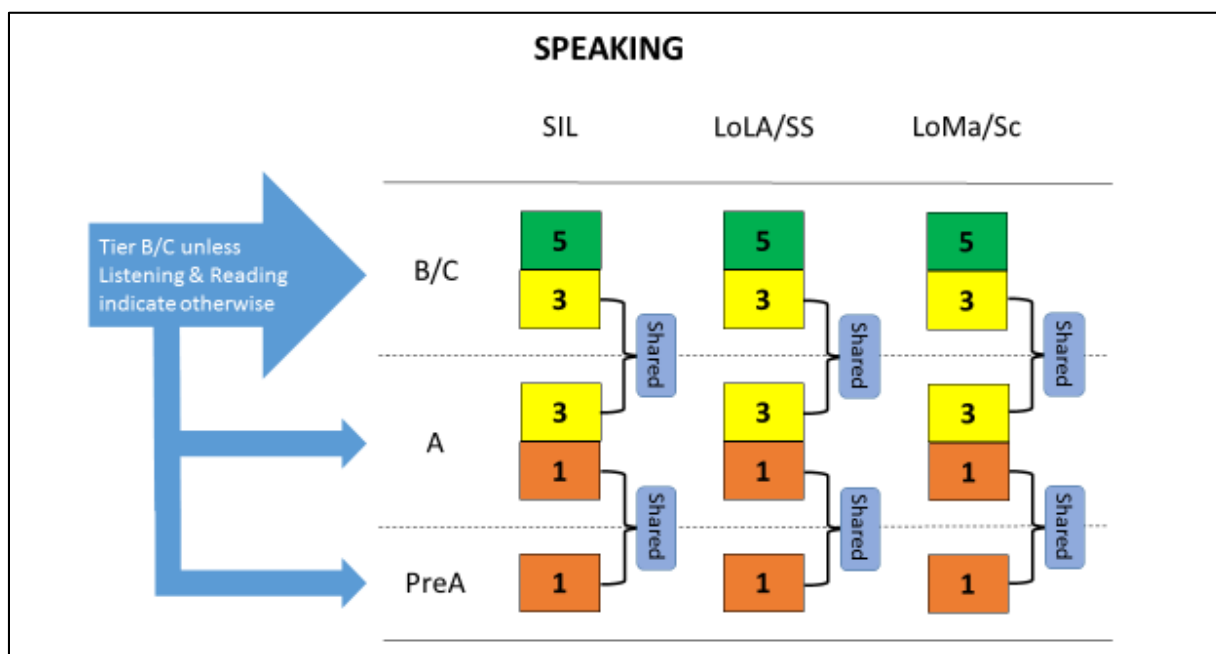 SPEAKING
SIL LoLA/SS LoMa/Sc
Tier B/C unless
Listening & Reading
indicate otherwise
B/C
5 5 5
3 3 3
Shared Shared Shared
A
3 3 3
1 1 1
Shared Shared Shared
PreA
1 1 1